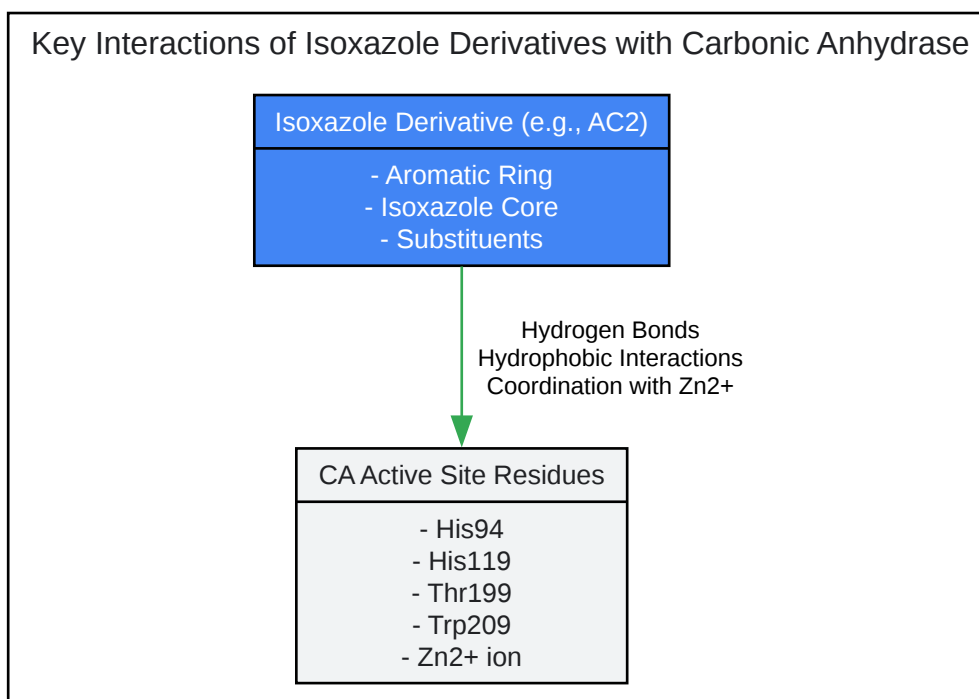 Key Interactions of Isoxazole Derivatives with Carbonic Anhydrase
Isoxazole Derivative (e.g., AC2)
- Aromatic Ring
- Isoxazole Core
- Substituents
Hydrogen Bonds
Hydrophobic Interactions
Coordination with Zn2+
CA Active Site Residues
- His94
- His119
- Thr199
- Trp209
- Zn2+ ion